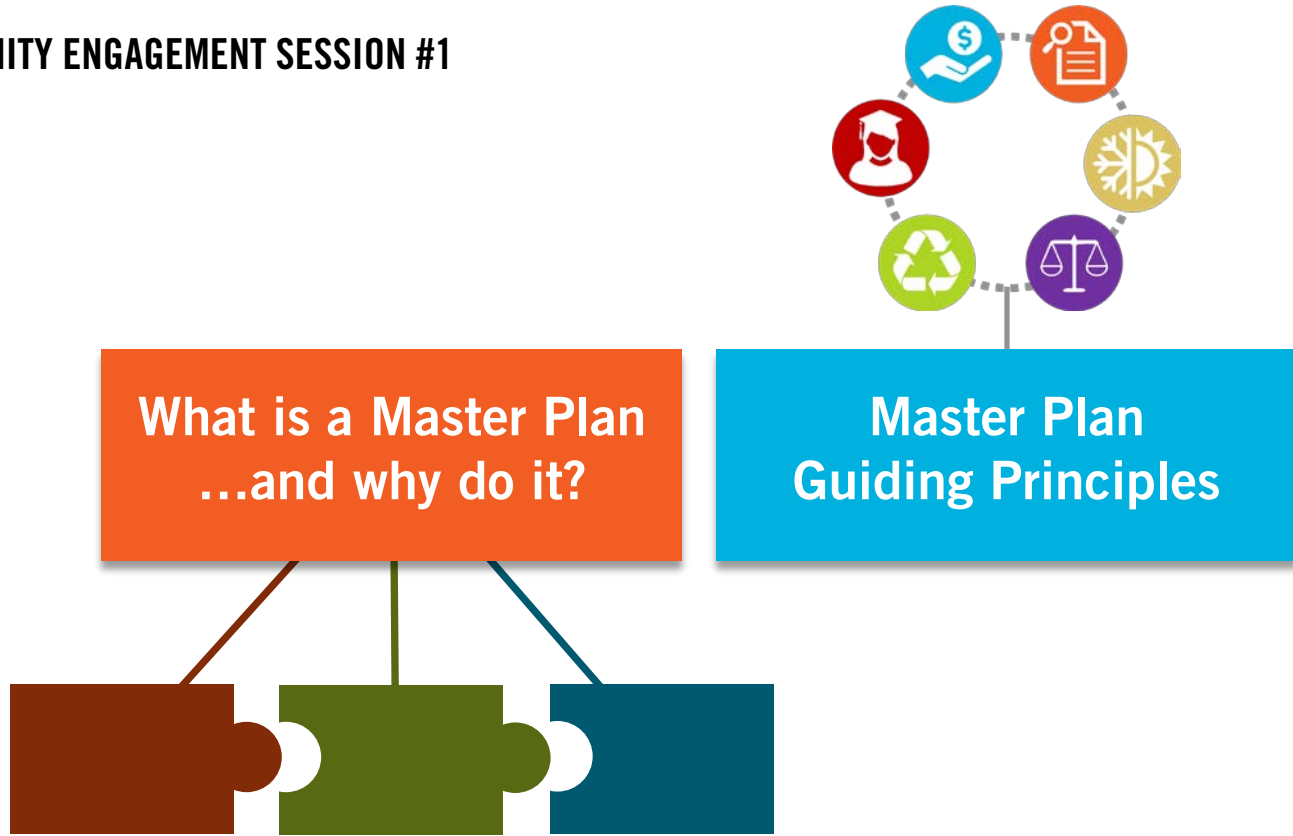 NITY ENGAGEMENT SESSION #1
$
What is a Master Plan
…and why do it?
Master Plan
Guiding Principles